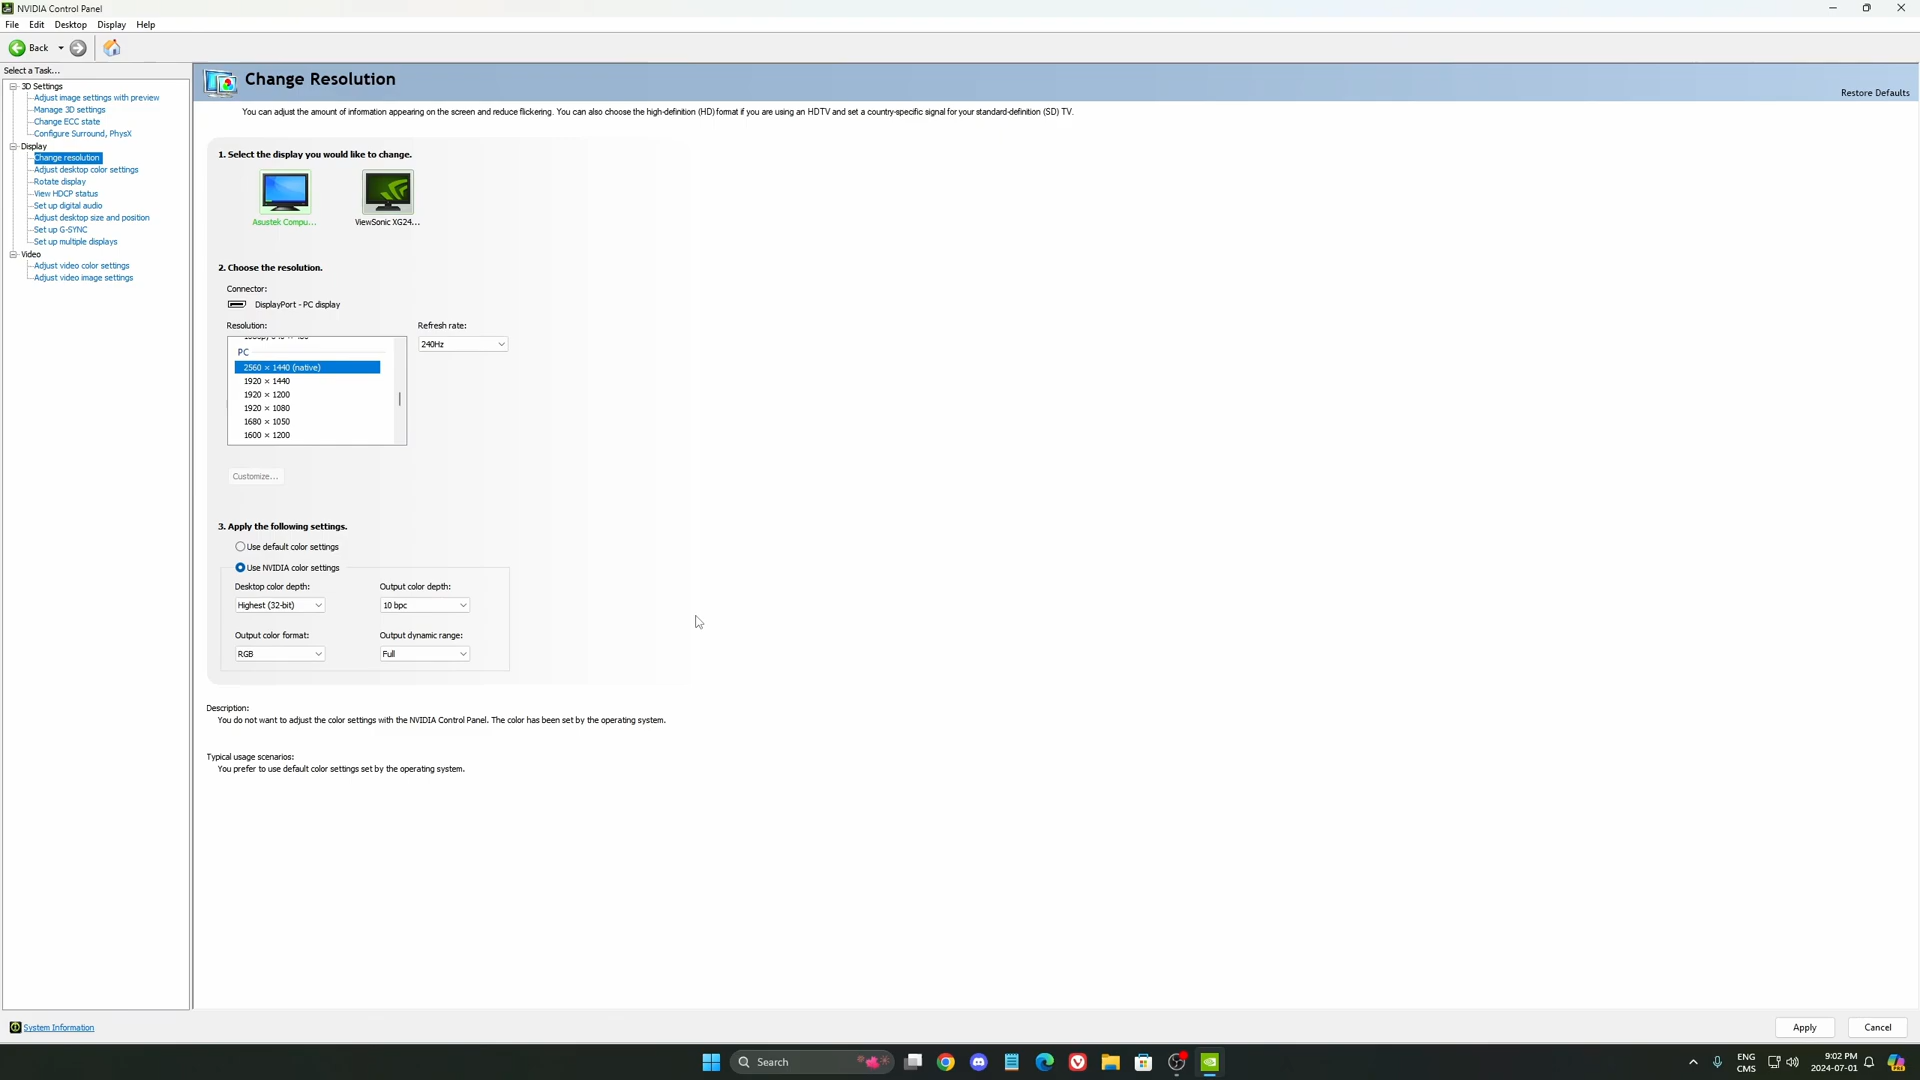 NVIDIA Control Panel
File Edit Desktop Display Help
Back
Select a Task...
3D Settings
Adjust image settings with preview
Manage 3D settings
Change ECC state
Configure Surround, PhysX
Display
Change resolution
Adjust desktop color settings
Rotate display
View HDCP status
Set up digital audio
Adjust desktop size and position
Set up G-SYNC
Set up multiple displays
Video
Adjust video color settings
Adjust video image settings
System Information
Change Resolution
Restore Defaults
You can adjust the amount of information appearing on the screen and reduce flickering. You can also choose the high-definition (HD) format if you are using an HDTV and set a country-specific signal for your standard-definition (SD) TV.
1. Select the display you would like to change.
Asustek Compu...
ViewSonic XG24...
2. Choose the resolution.
Connector:
DisplayPort - PC display
Resolution:
Refresh rate:
240Hz
PC
2560 × 1440 (native)
1920 × 1440
1920 × 1200
1920 × 1080
1680 × 1050
1600 × 1200
Customize...
3. Apply the following settings.
Use default color settings
Use NVIDIA color settings
Desktop color depth: Output color depth:
Highest (32-bit) 10 bpc
Output color format: Output dynamic range:
RGB Full
Description:
You do not want to adjust the color settings with the NVIDIA Control Panel. The color has been set by the operating system.
Typical usage scenarios:
You prefer to use default color settings set by the operating system.
Apply Cancel
Search
ENG
CMS
9:02 PM
2024-07-01